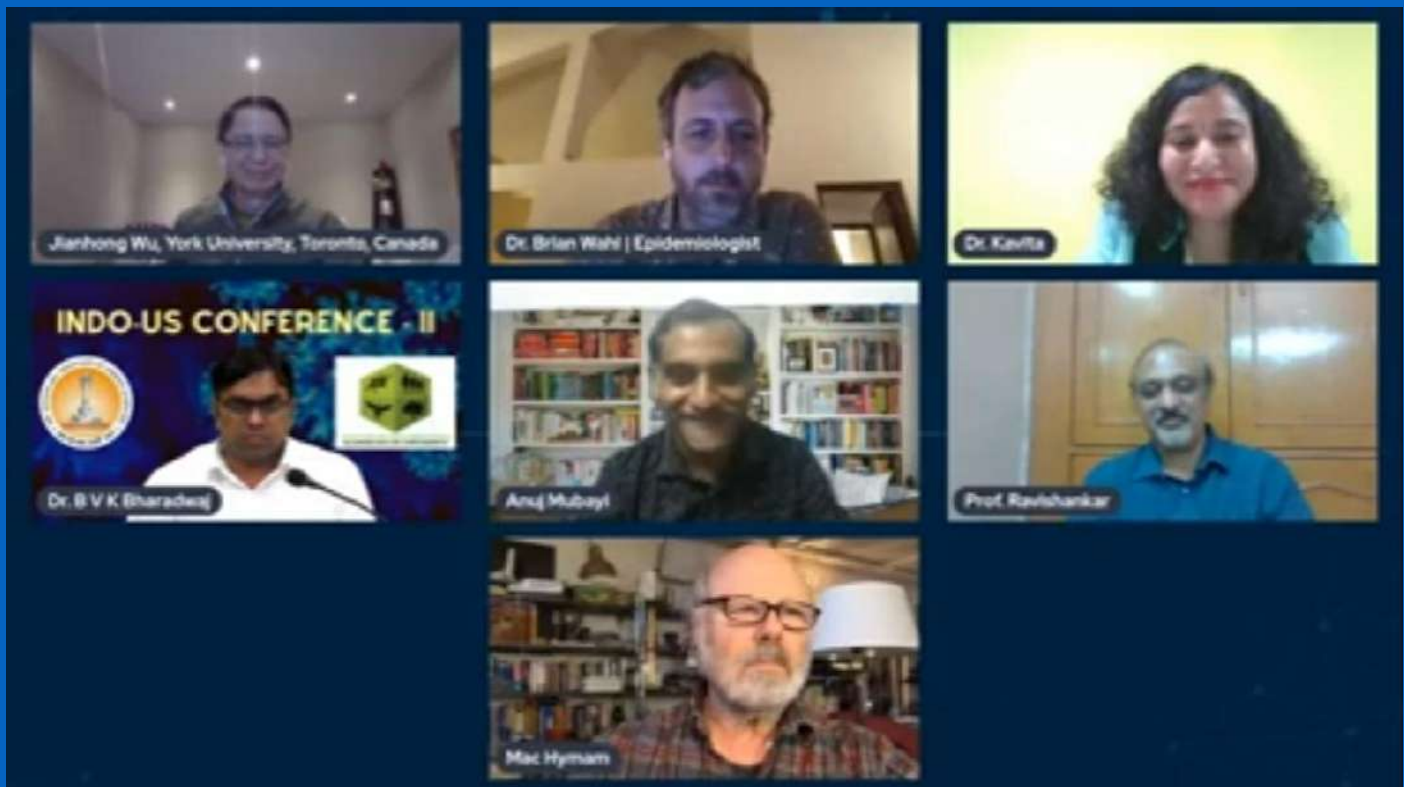 Jianhong Wu, York University, Toronto, Canada
Dr. Brian Wahl | Epidemiologist
Dr. Kavita
INDO-US CONFERENCE - II
Dr. B V K Bharadwaj
Anuj Mubayi
Prof. Ravishankar
Mac Hymam